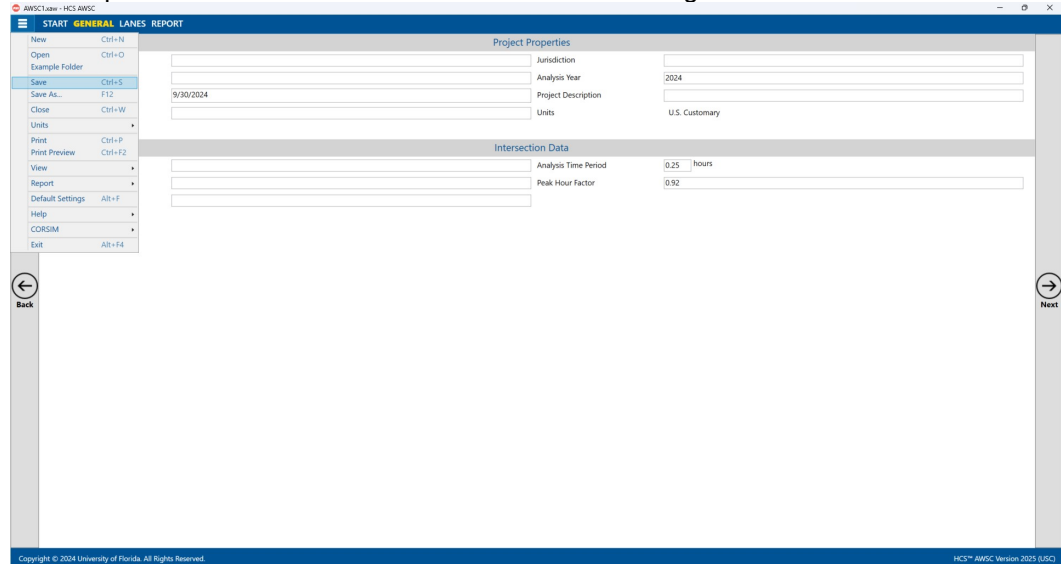 AWSC1.xaw - HCS AWSC
START GENERAL LANES REPORT
New Ctrl+N
Open Ctrl+O
Example Folder
Save Ctrl+S
Save As... F12
Close Ctrl+W
Units
Print Ctrl+P
Print Preview Ctrl+F2
View
Report
Default Settings Alt+F
Help
CORSIM
Exit Alt+F4
Project Properties
Jurisdiction
Analysis Year 2024
9/30/2024 Project Description
Units U.S. Customary
Intersection Data
Analysis Time Period 0.25 hours
Peak Hour Factor 0.92
Back
Next
Copyright © 2024 University of Florida. All Rights Reserved.
HCS™ AWSC Version 2025 (USC)